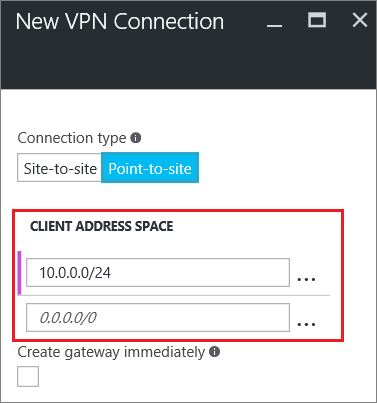 New VPN Connection
Connection type
Site-to-site Point-to-site
CLIENT ADDRESS SPACE
10.0.0.0/24 ...
0.0.0.0/0 ...
Create gateway immediately